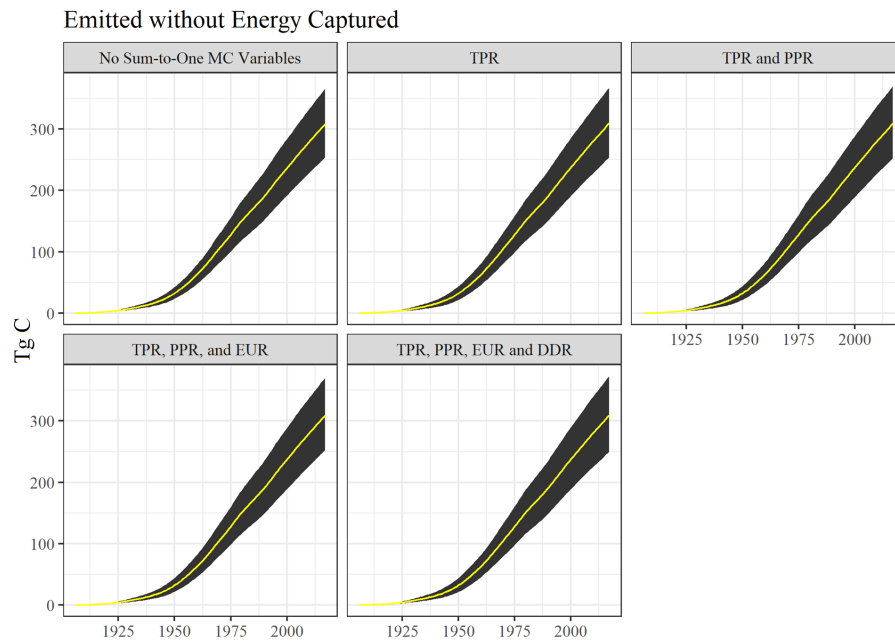 Emitted without Energy Captured
No Sum-to-One MC Variables
TPR
TPR and PPR
300
200
100
0
1925
1950
1975
2000
Tg C
TPR, PPR, and EUR
TPR, PPR, EUR and DDR
300
200
100
0
1925
1950
1975
2000
1925
1950
1975
2000